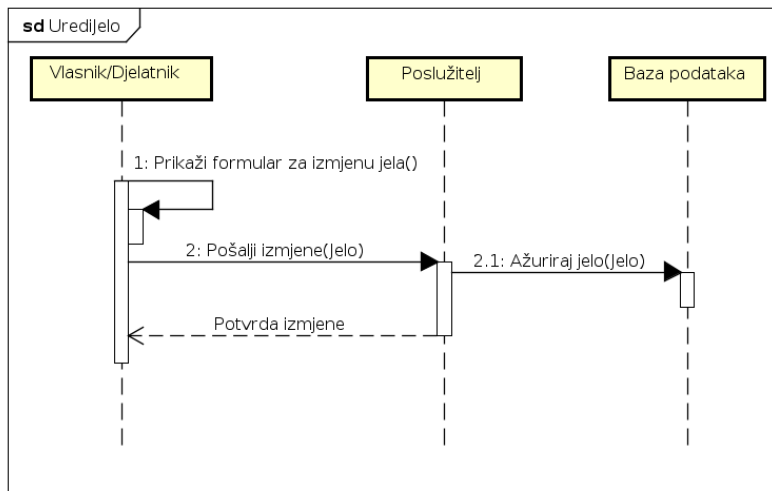 sd UrediJelo
Vlasnik/Djelatnik
Poslužitelj
Baza podataka
1: Prikaži formular za izmjenu jela()
2: Pošalji izmjene(Jelo)
2.1: Ažuriraj jelo(Jelo)
Potvrda izmjene